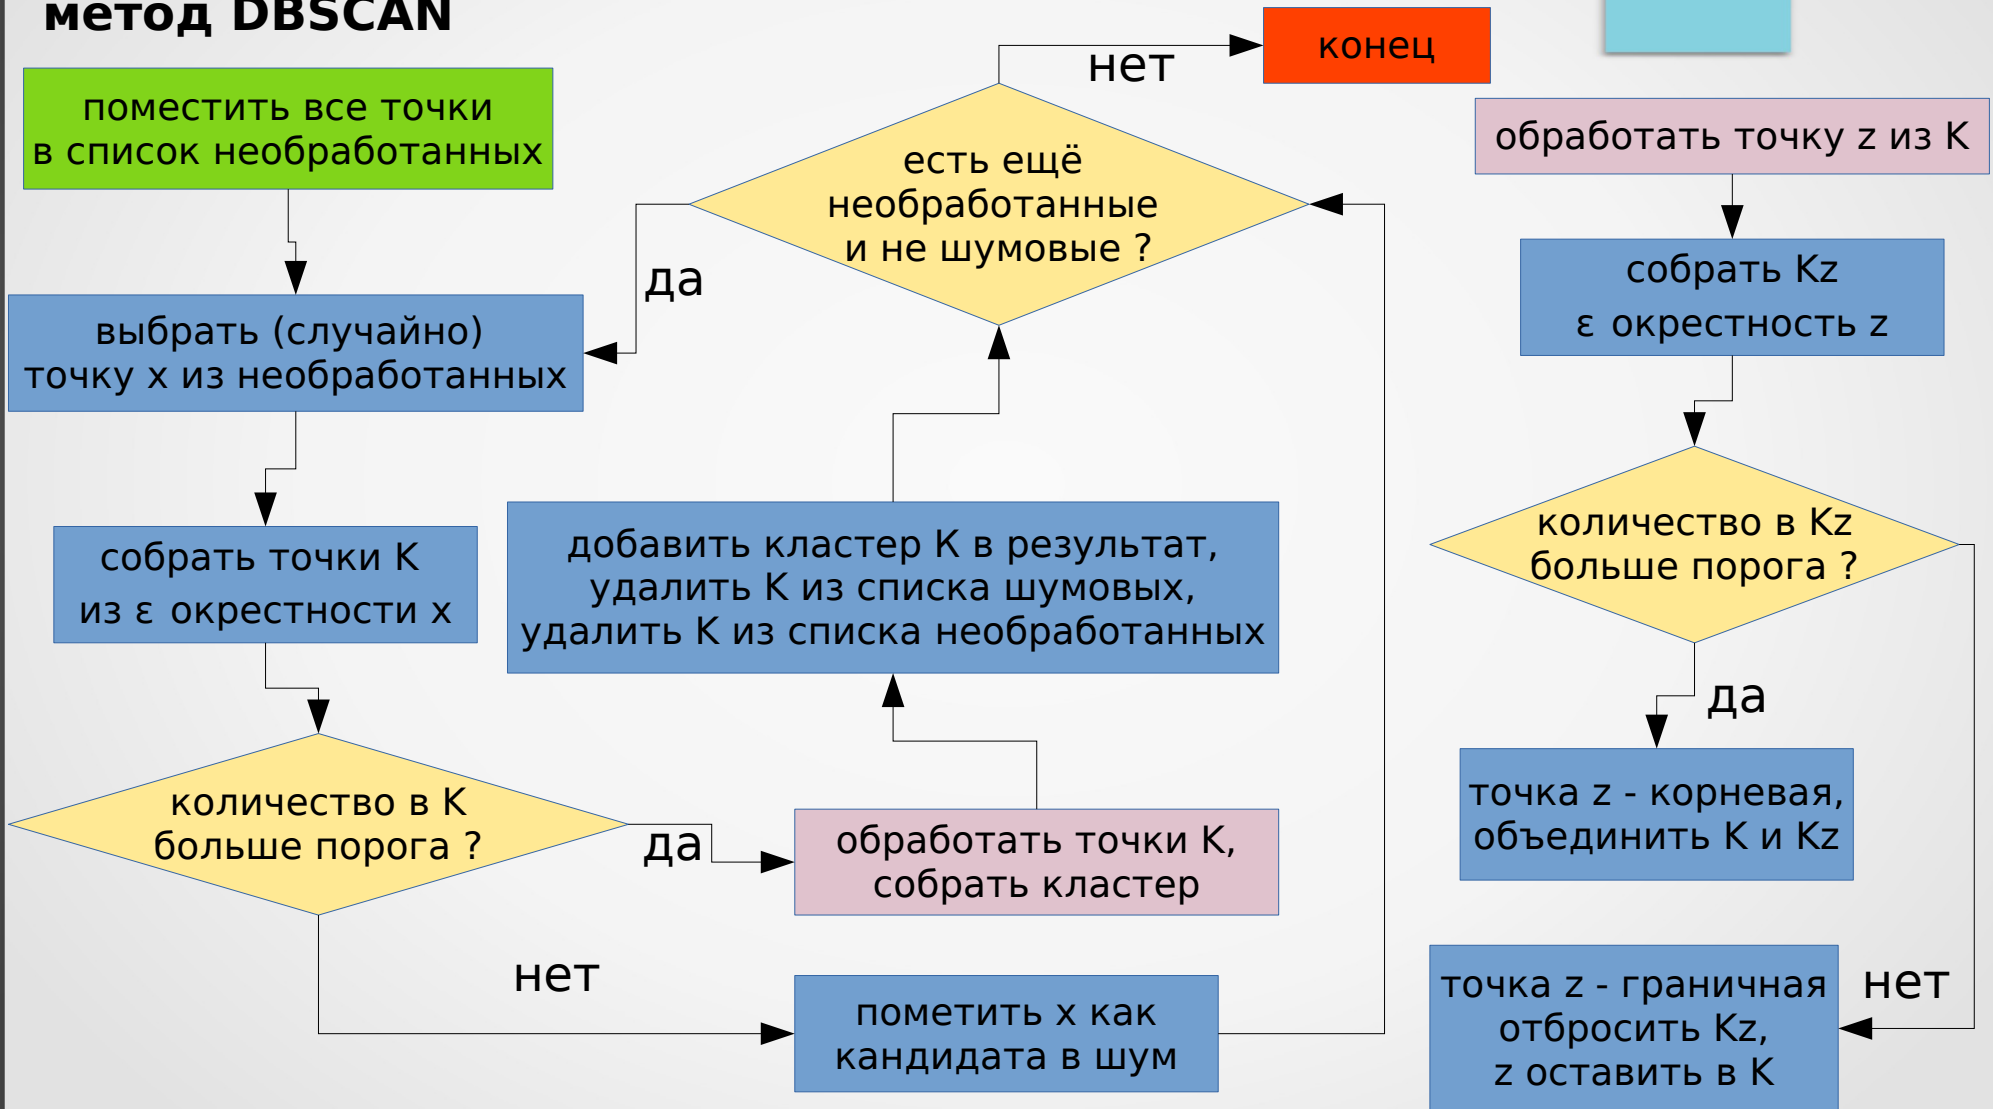 метод DBSCAN
поместить все точки
в список необработанных
выбрать (случайно)
точку x из необработанных
собрать точки K
из ε окрестности x
количество в K
больше порога ?
да
нет
обработать точки K,
собрать кластер
пометить x как
кандидата в шум
добавить кластер K в результат,
удалить K из списка шумовых,
удалить K из списка необработанных
есть ещё
необработанные
и не шумовые ?
да
нет
конец
обработать точку z из K
собрать Kz
ε окрестность z
количество в Kz
больше порога ?
да
точка z - корневая,
объединить K и Kz
нет
точка z - граничная
отбросить Kz,
z оставить в K